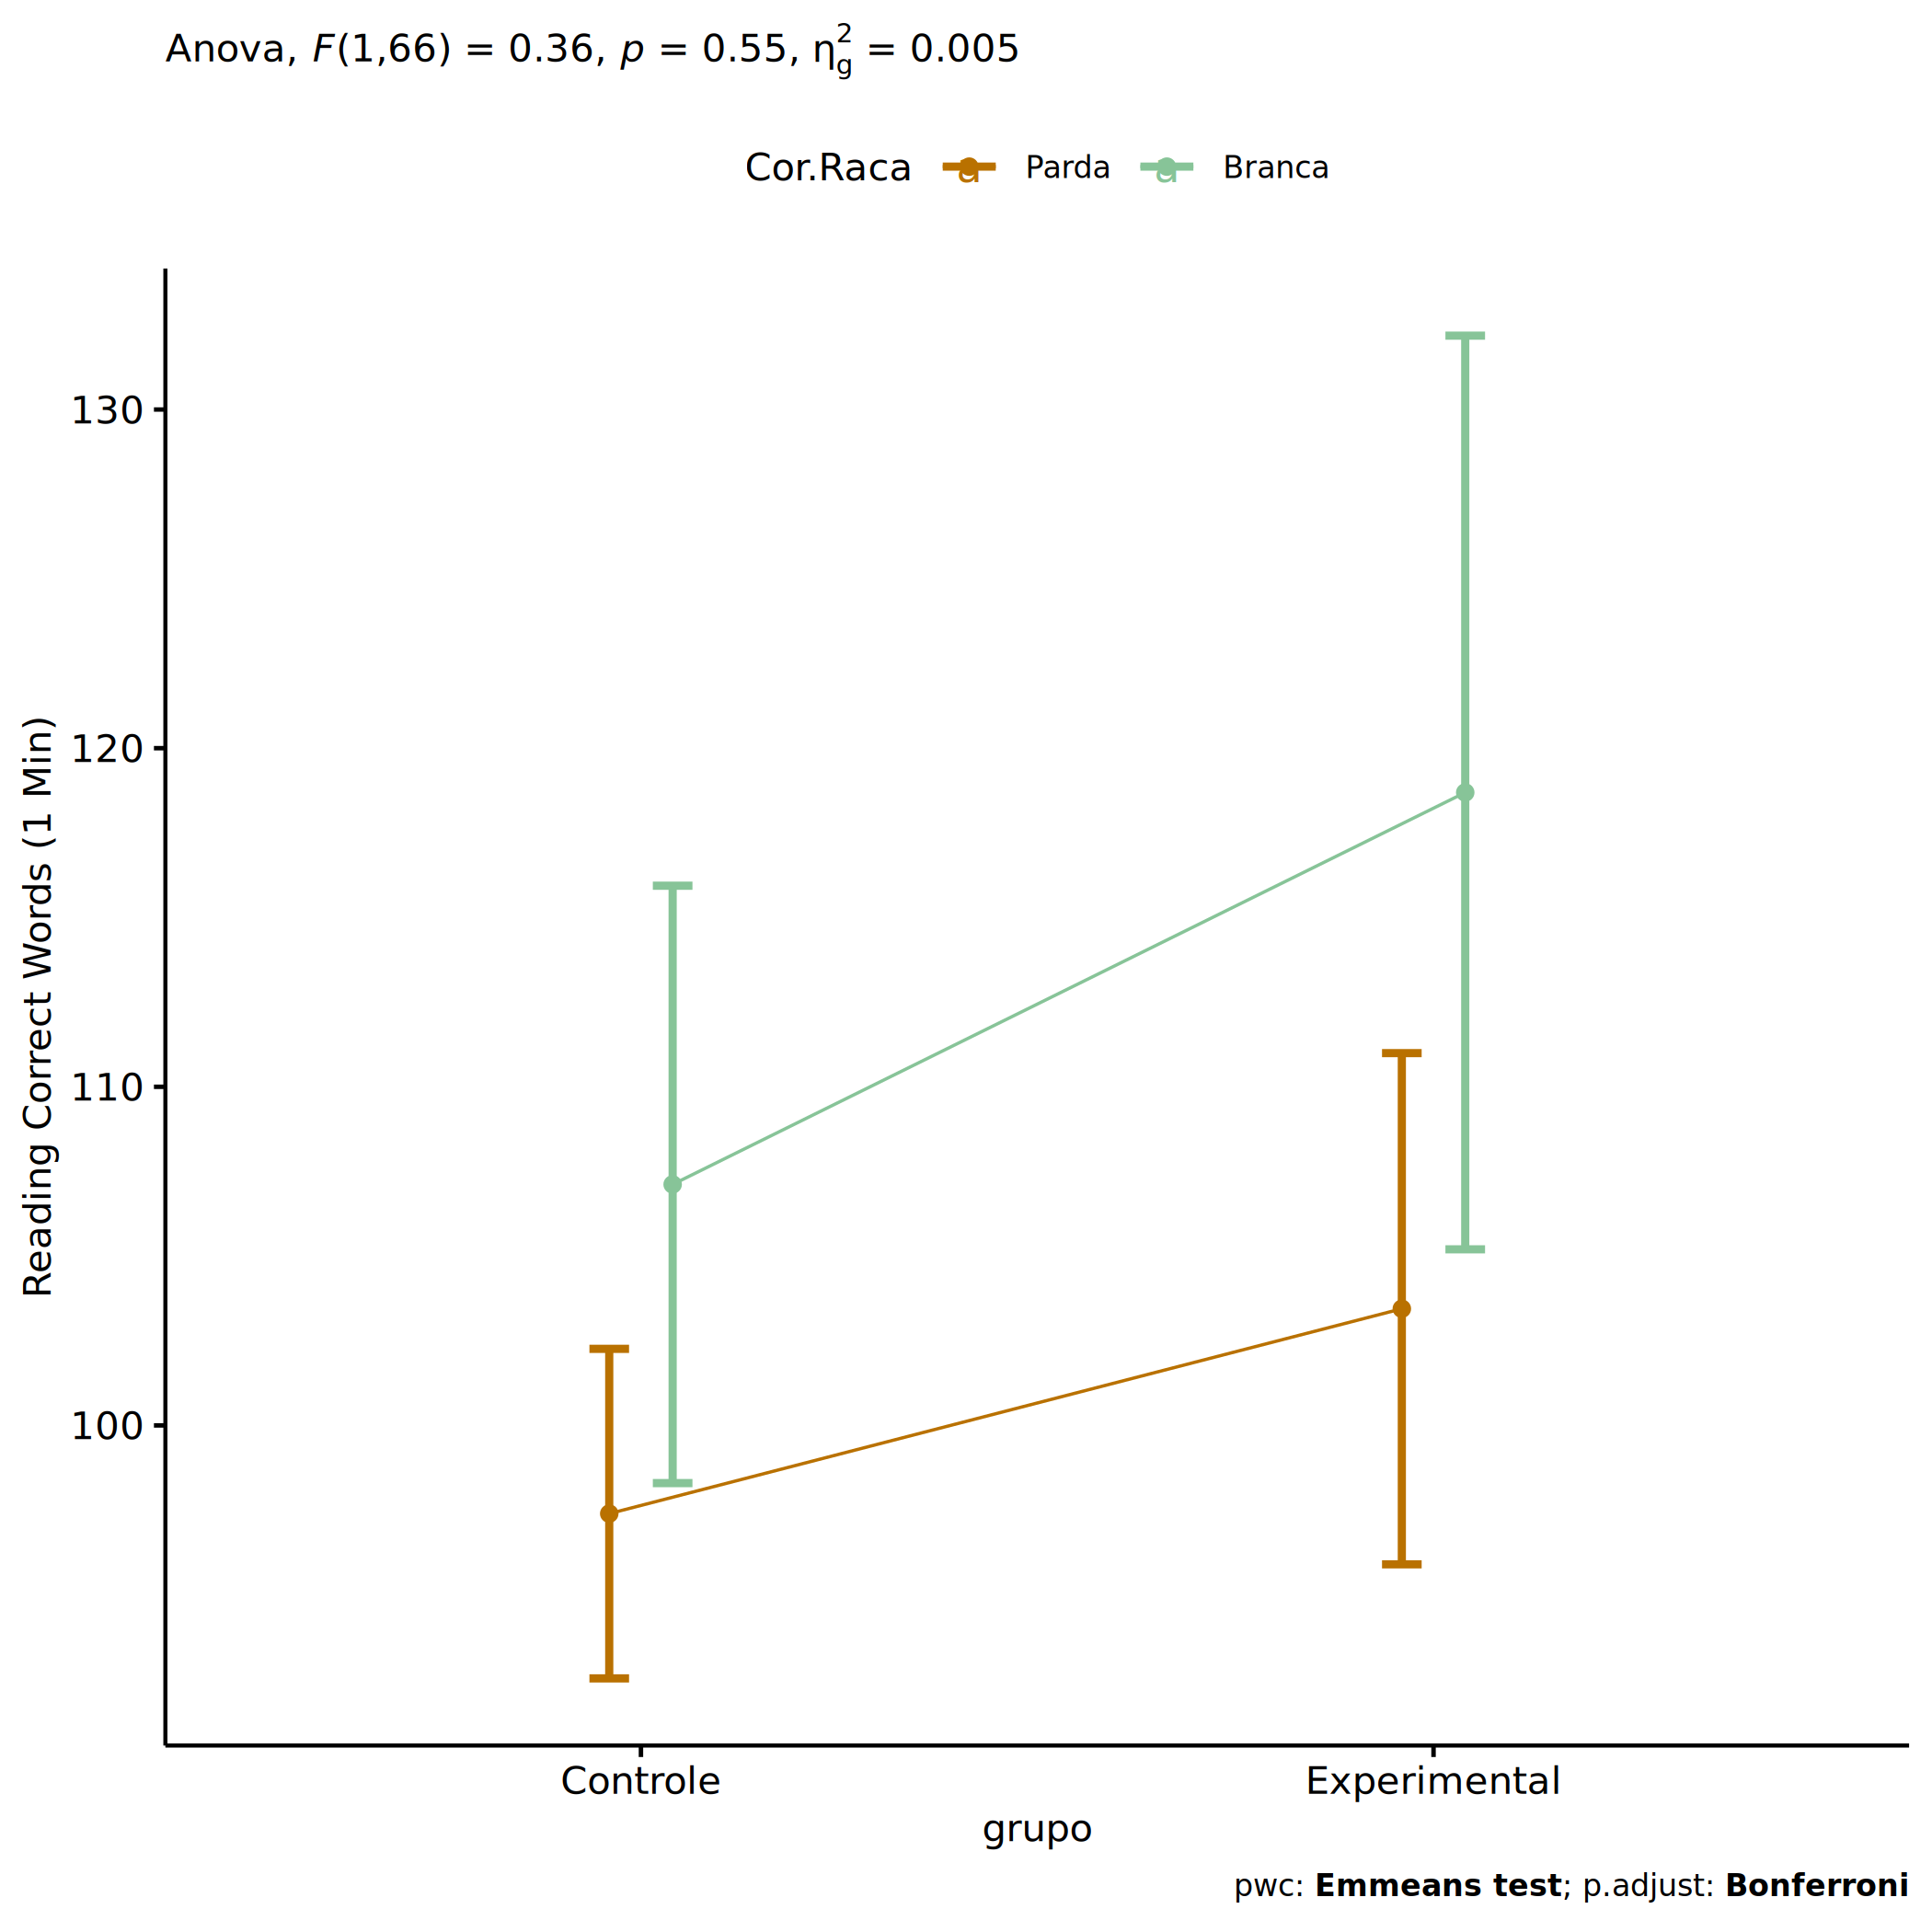 Anova, F(1,66) = 0.36, p = 0.55, η²g = 0.005
Cor.Raca a Parda a Branca
130
120
110
100
Reading Correct Words (1 Min)
Controle Experimental
grupo
pwc: Emmeans test; p.adjust: Bonferroni